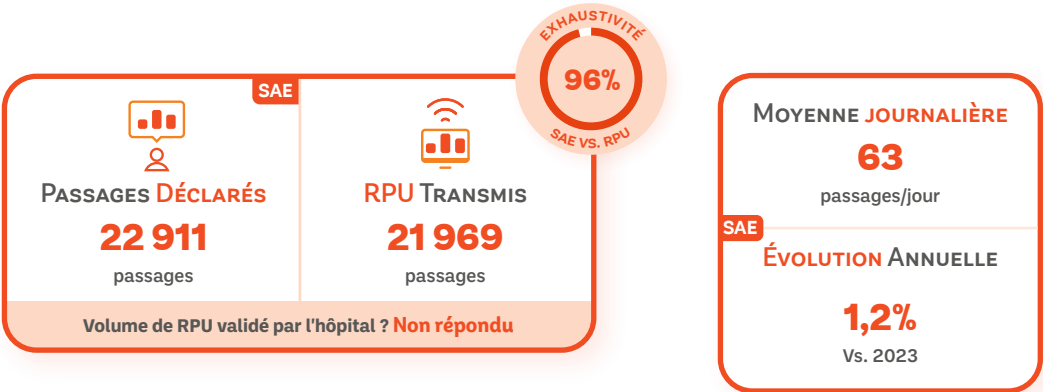 EXHAUSTIVITÉ
96%
SAE VS. RPU
SAE
PASSAGES DÉCLARÉS
22 911
passages
RPU TRANSMIS
21 969
passages
Volume de RPU validé par l'hôpital ? Non répondu
MOYENNE JOURNALIÈRE
63
passages/jour
SAE
ÉVOLUTION ANNUELLE
1,2%
Vs. 2023